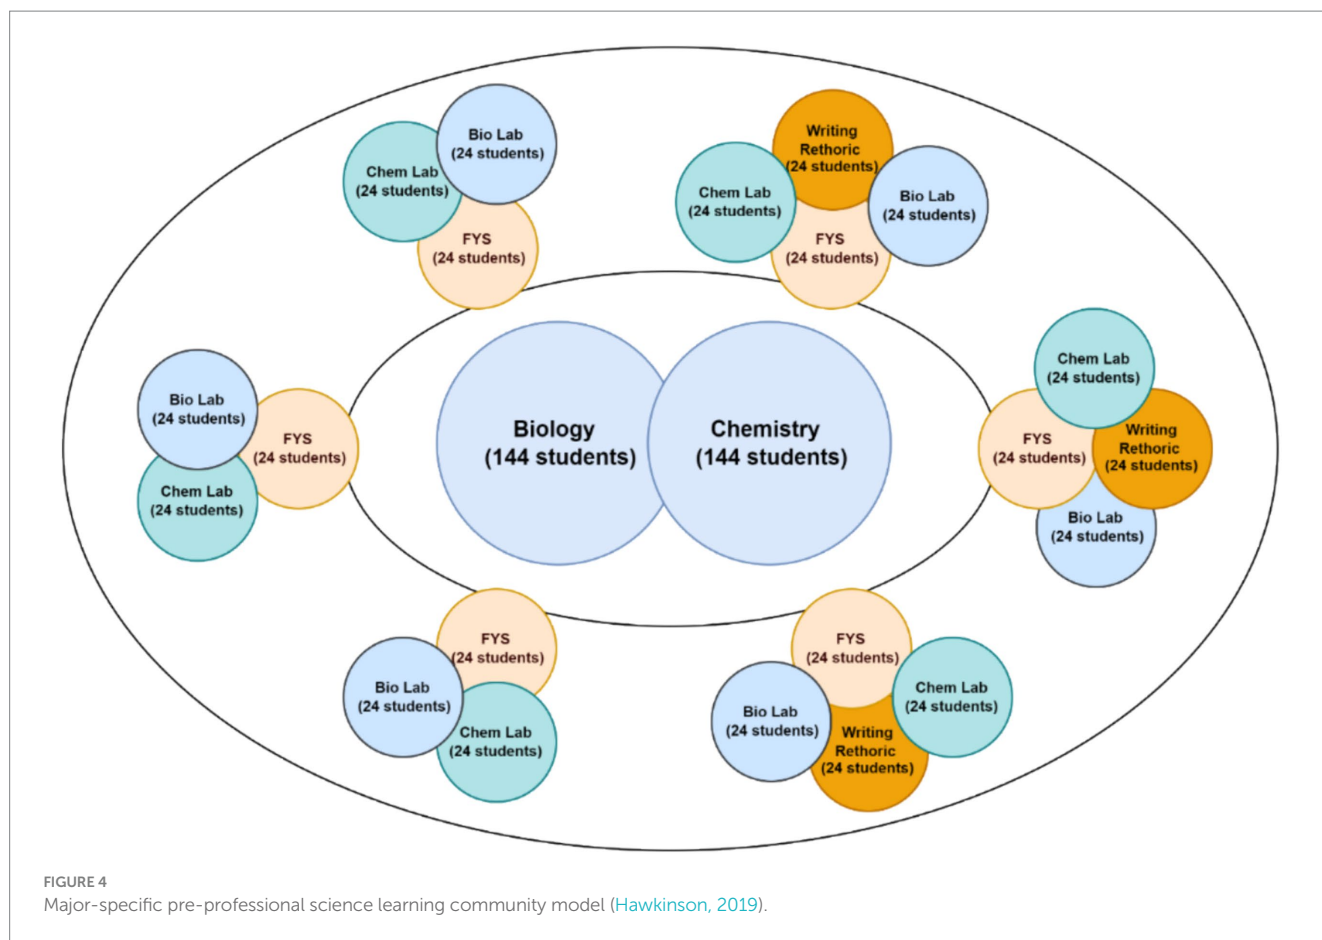 Bio Lab
(24 students)
Chem Lab
(24 students)
FYS
(24 students)
Writing
Rethoric
(24 students)
Chem Lab
(24 students)
Bio Lab
(24 students)
FYS
(24 students)
Bio Lab
(24 students)
FYS
(24 students)
Chem Lab
(24 students)
Biology
(144 students)
Chemistry
(144 students)
Chem Lab
(24 students)
FYS
(24 students)
Writing
Rethoric
(24 students)
Bio Lab
(24 students)
FYS
(24 students)
Bio Lab
(24 students)
Chem Lab
(24 students)
FYS
(24 students)
Bio Lab
(24 students)
Chem Lab
(24 students)
Writing
Rethoric
(24 students)
FIGURE 4
Major-specific pre-professional science learning community model (Hawkinson, 2019).